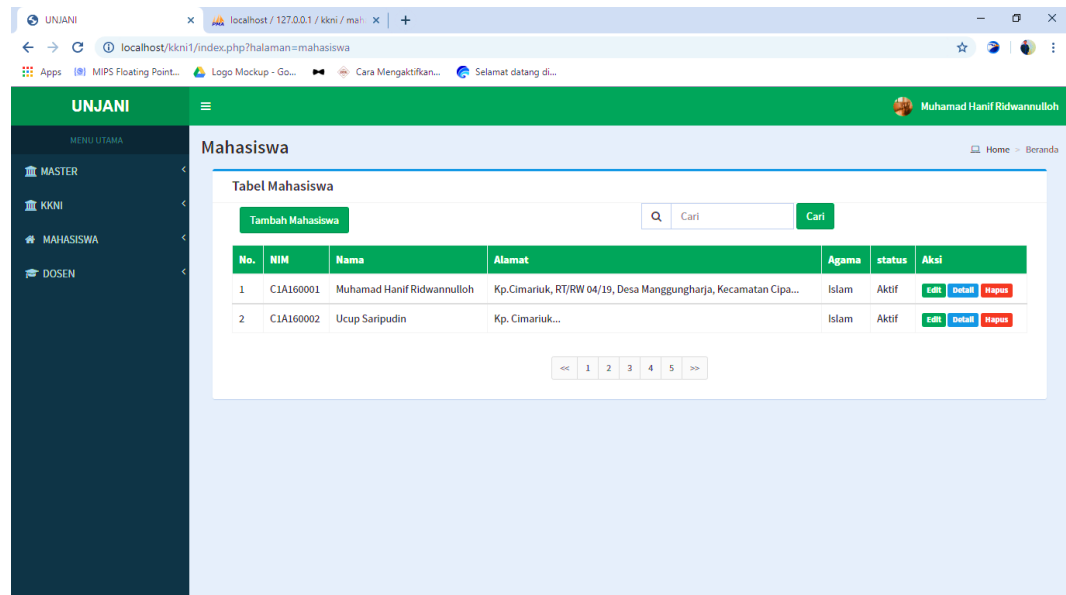 UNJANI
localhost / 127.0.0.1 / kkni / mah
localhost/kkni1/index.php?halaman=mahasiswa
Apps MIPS Floating Point... Logo Mockup - Go... Cara Mengaktifkan... Selamat datang di...
UNJANI
Muhamad Hanif Ridwannulloh
MENU UTAMA
MASTER
KKNI
MAHASISWA
DOSEN
Mahasiswa
Home > Beranda
Tabel Mahasiswa
Tambah Mahasiswa
Cari Cari
No. NIM Nama Alamat Agama status Aksi
1 C1A160001 Muhamad Hanif Ridwannulloh Kp.Cimariuk, RT/RW 04/19, Desa Manggungharja, Kecamatan Cipa... Islam Aktif Edit Detail Hapus
2 C1A160002 Ucup Saripudin Kp. Cimariuk... Islam Aktif Edit Detail Hapus
<< 1 2 3 4 5 >>